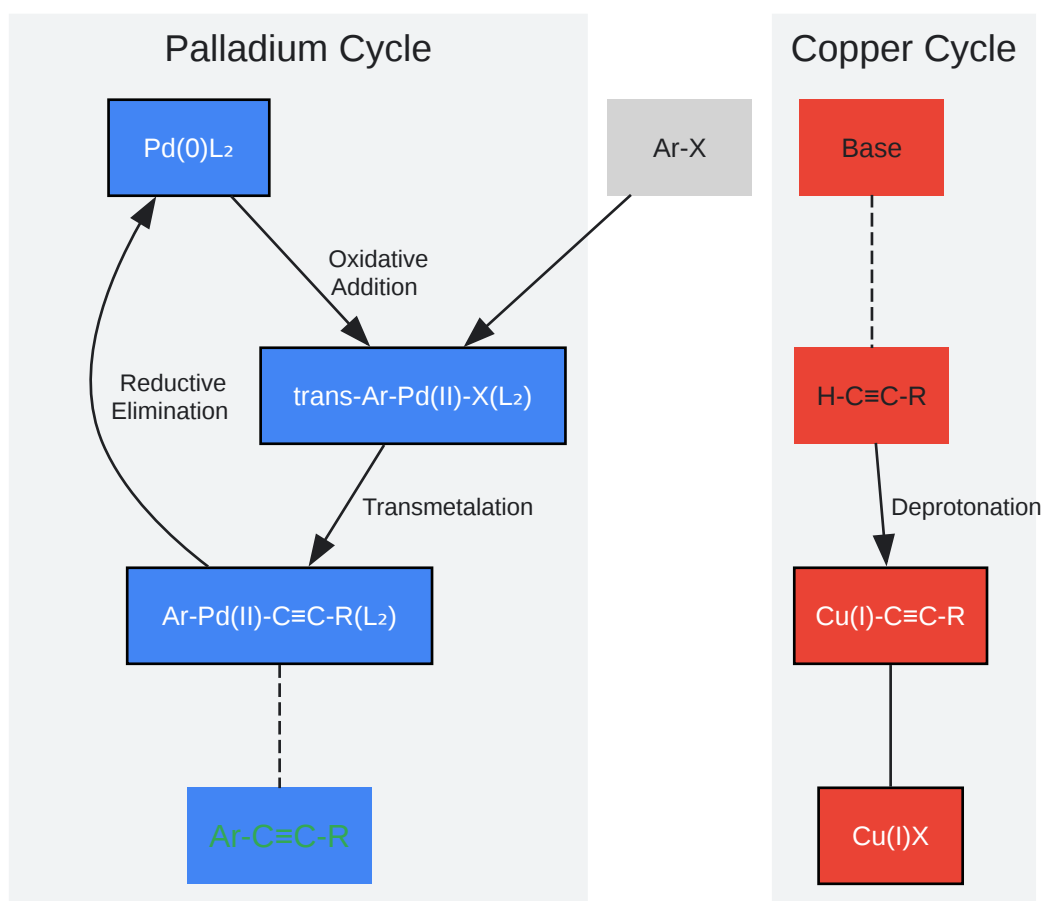 Palladium Cycle
Copper Cycle
Pd(0)L₂
Ar-X
Base
Oxidative
Addition
Reductive
Elimination
trans-Ar-Pd(II)-X(L₂)
H-C≡C-R
Transmetalation
Deprotonation
Ar-Pd(II)-C≡C-R(L₂)
Cu(I)-C≡C-R
Ar-C≡C-R
Cu(I)X